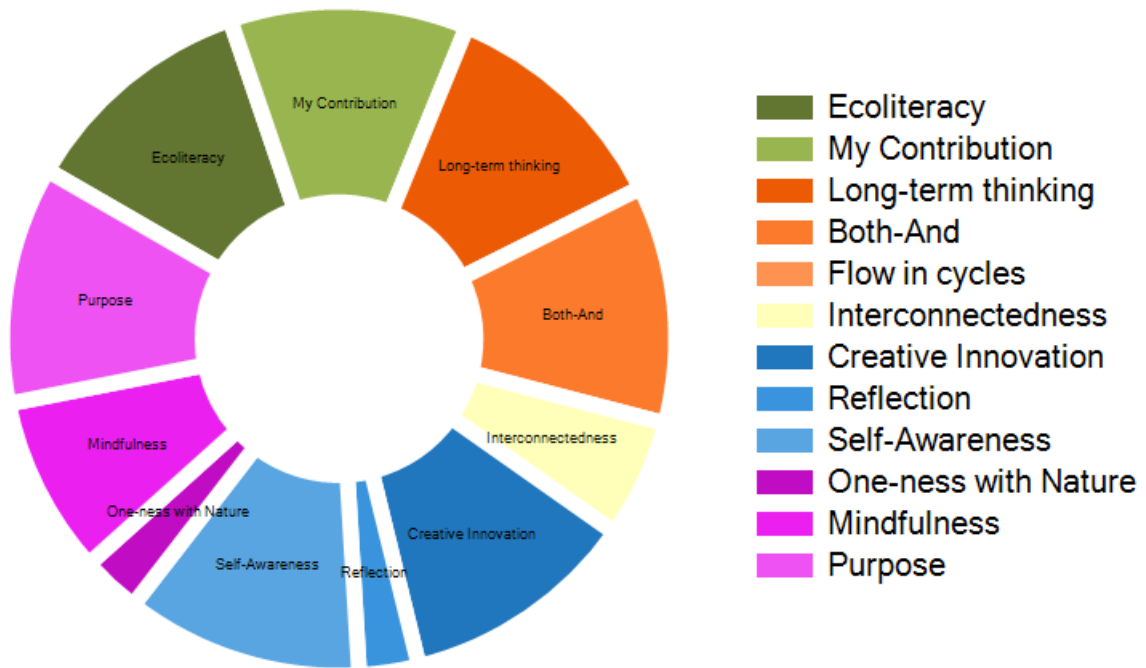 My Contribution
Ecoliteracy
Long-term thinking
Purpose
Both-And
Mindfulness
Interconnectedness
One-ness with Nature
Creative Innovation
Self-Awareness
Reflection
Ecoliteracy
My Contribution
Long-term thinking
Both-And
Flow in cycles
Interconnectedness
Creative Innovation
Reflection
Self-Awareness
One-ness with Nature
Mindfulness
Purpose